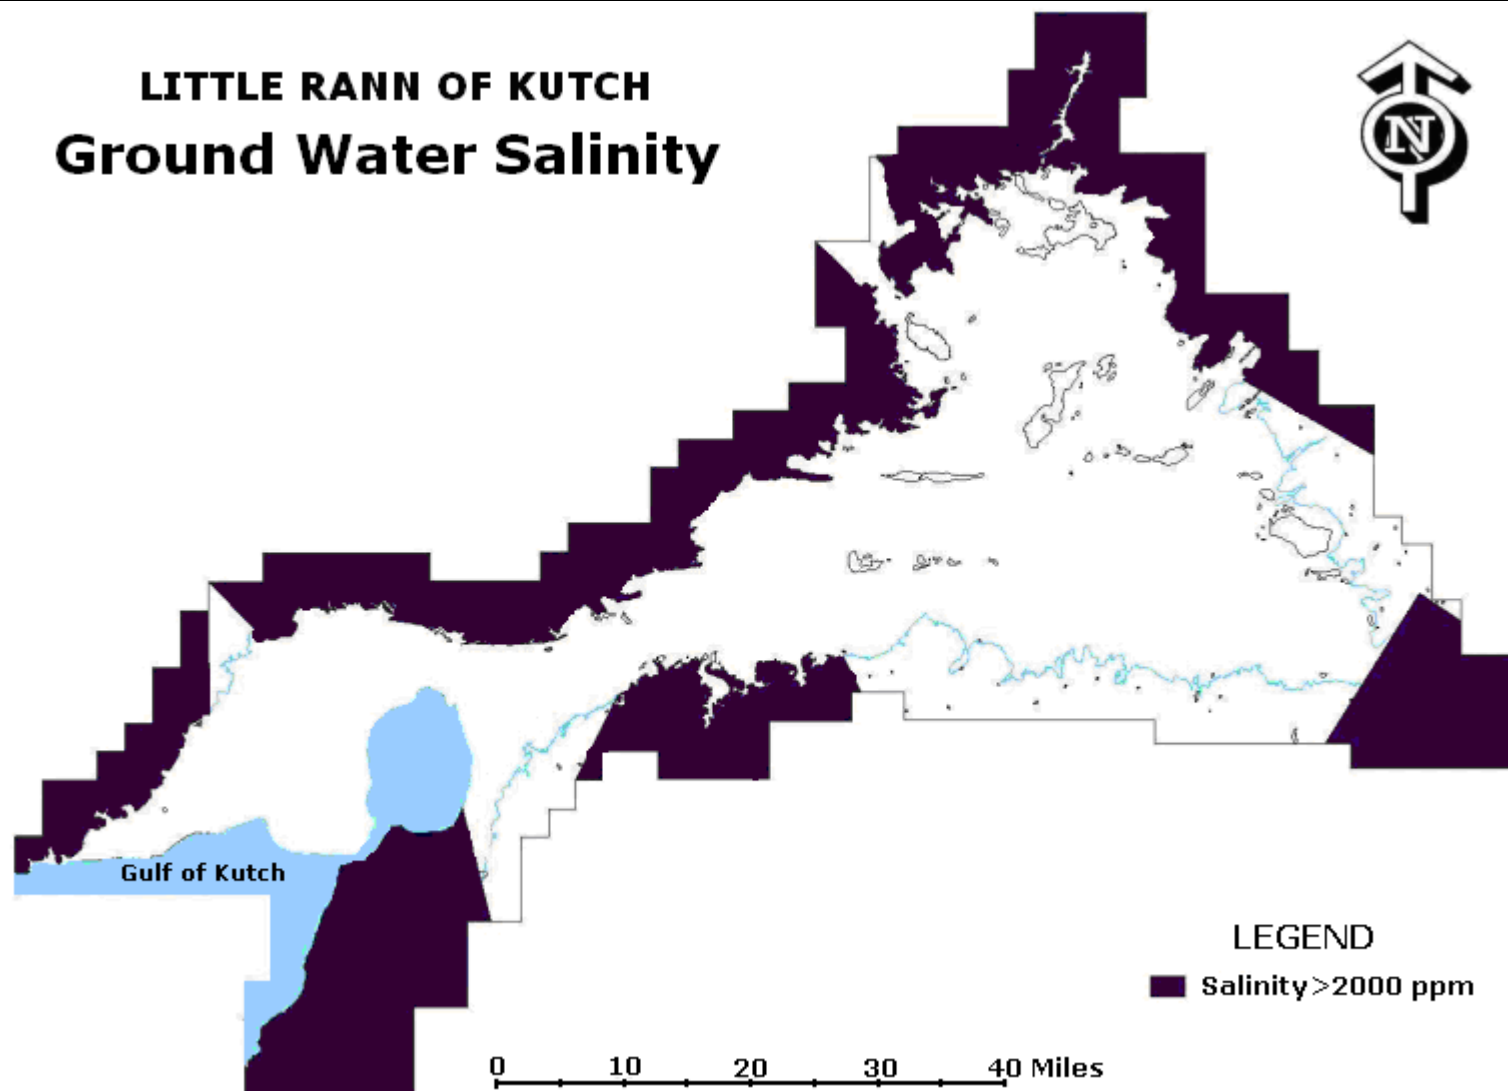 LITTLE RANN OF KUTCH
Ground Water Salinity
N
Gulf of Kutch
LEGEND
Salinity>2000 ppm
0 10 20 30 40 Miles